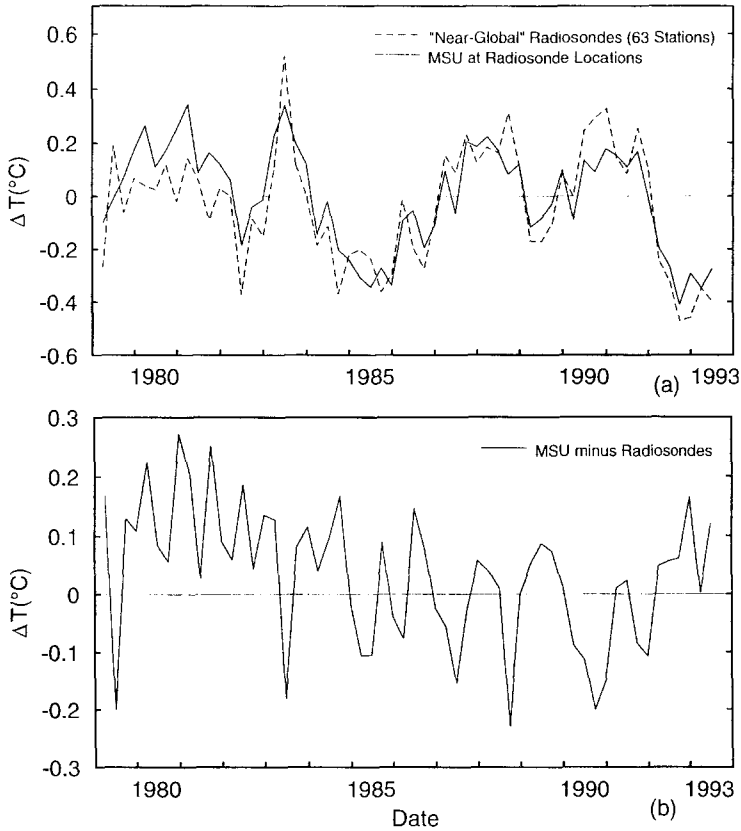 0.6
"Near-Global" Radiosondes (63 Stations)
MSU at Radiosonde Locations
0.4
0.2
0
-0.2
-0.4
-0.6
Δ T(°C)
1980
1985
1990
1993
(a)
0.3
MSU minus Radiosondes
0.2
0.1
0
-0.1
-0.2
-0.3
Δ T(°C)
1980
1985
1990
1993
Date
(b)